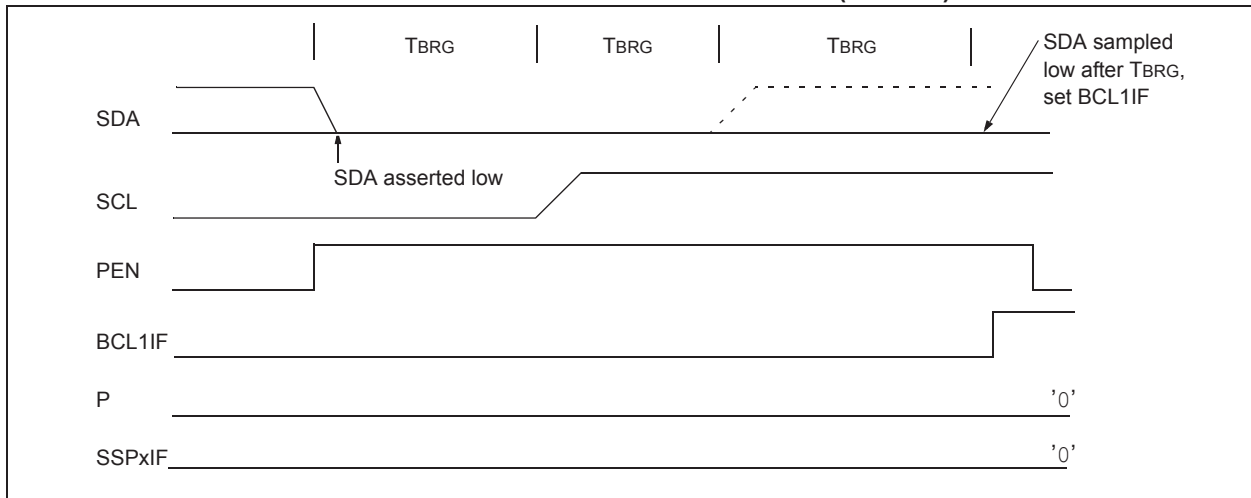 TBRG TBRG TBRG
SDA sampled
low after TBRG,
set BCL1IF
SDA
SDA asserted low
SCL
PEN
BCL1IF
P '0'
SSPxIF '0'